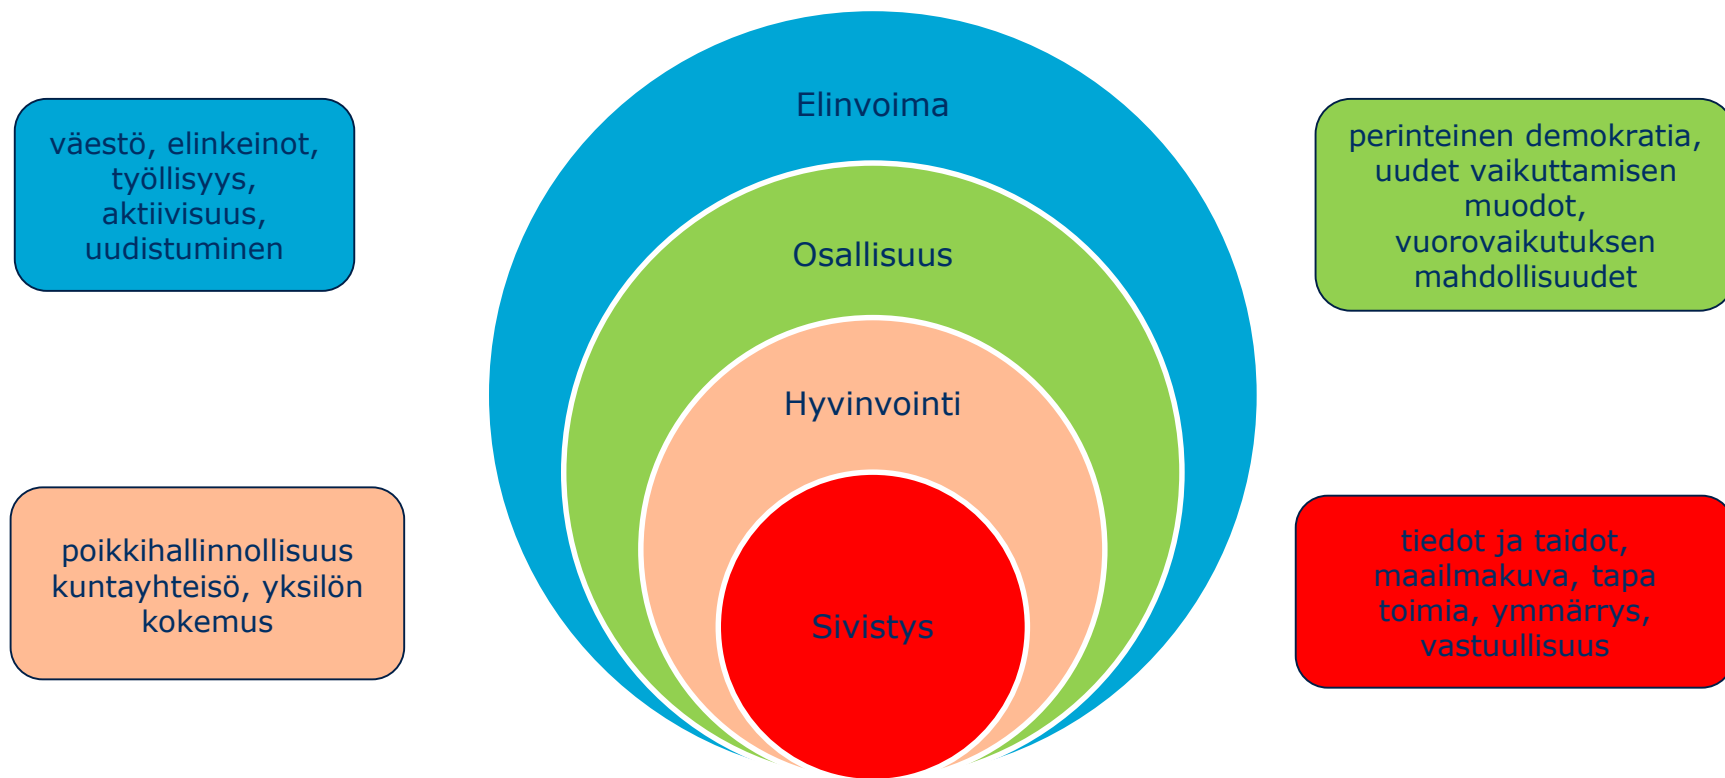 väestö, elinkeinot,
työllisyys,
aktiivisuus,
uudistuminen
Elinvoima
Osallisuus
Hyvinvointi
Sivistys
perinteinen demokratia,
uudet vaikuttamisen
muodot,
vuorovaikutuksen
mahdollisuudet
poikkihallinnollisuus
kuntayhteisö, yksilön
kokemus
tiedot ja taidot,
maailmakuva, tapa
toimia, ymmärrys,
vastuullisuus